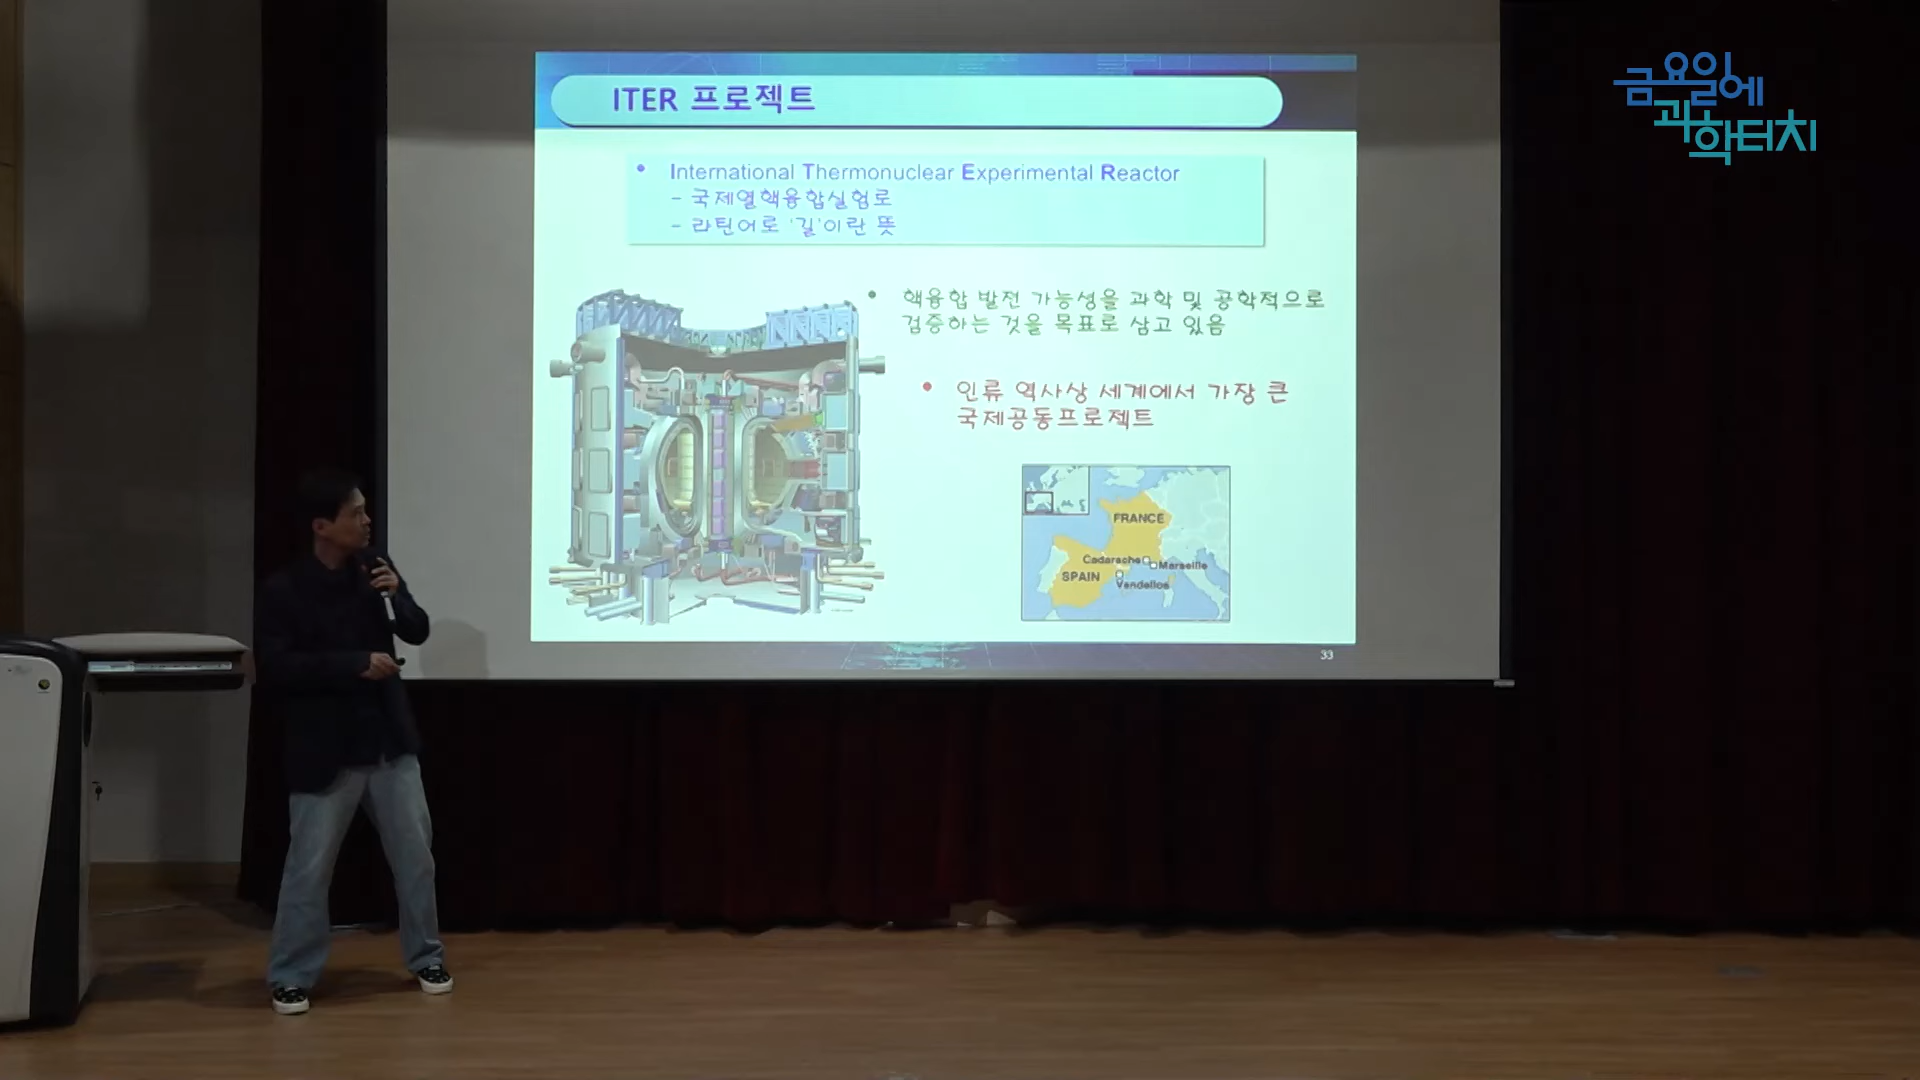 금요일에
과학터치
ITER 프로젝트
• International Thermonuclear Experimental Reactor
– 국제열핵융합실험로
– 라틴어로 '길'이란 뜻
• 핵융합 발전 가능성을 과학 및 공학적으로
검증하는 것을 목표로 삼고 있음
• 인류 역사상 세계에서 가장 큰
국제공동프로젝트
FRANCE
Cadarache
Marseille
SPAIN
Vandellos
33